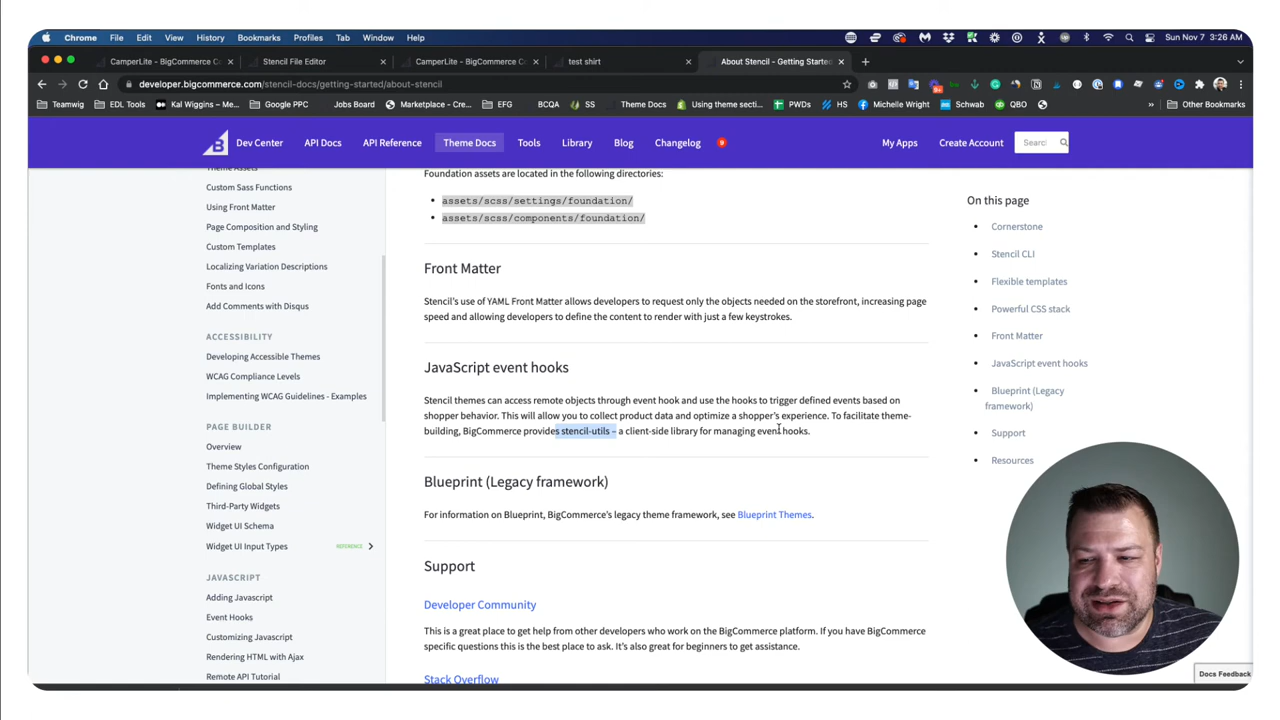 Chrome File Edit View History Bookmarks Profiles Tab Window Help
Sun Nov 7 3:26 AM
CamperLite - BigCommerce C
Stencil File Editor
CamperLite - BigCommerce C
test shirt
About Stencil - Getting Started
developer.bigcommerce.com/stencil-docs/getting-started/about-stencil
Teamwig
EDL Tools
Kal Wiggins – Me...
Google PPC
Jobs Board
Marketplace - Cre...
EFG
BCQA
SS
Theme Docs
Using theme secti...
PWDs
HS
Michelle Wright
Schwab
QBO
»
Other Bookmarks
Dev Center
API Docs
API Reference
Theme Docs
Tools
Library
Blog
Changelog
9
My Apps
Create Account
Searcl
Theme Assets
Custom Sass Functions
Using Front Matter
Page Composition and Styling
Custom Templates
Localizing Variation Descriptions
Fonts and Icons
Add Comments with Disqus
ACCESSIBILITY
Developing Accessible Themes
WCAG Compliance Levels
Implementing WCAG Guidelines - Examples
PAGE BUILDER
Overview
Defining Global Styles
Third-Party Widgets
Widget UI Schema
Widget UI Input Types
REFERENCE
JAVASCRIPT
Adding Javascript
Event Hooks
Customizing Javascript
Rendering HTML with Ajax
Remote API Tutorial
Foundation assets are located in the following directories:
• assets/scss/settings/foundation/
• assets/scss/components/foundation/
Front Matter
Stencil's use of YAML Front Matter allows developers to request only the objects needed on the storefront, increasing page
speed and allowing developers to define the content to render with just a few keystrokes.
JavaScript event hooks
Stencil themes can access remote objects through event hook and use the hooks to trigger defined events based on
shopper behavior. This will allow you to collect product data and optimize a shopper's experience. To facilitate theme-
building, BigCommerce provides stencil-utils – a client-side library for managing event hooks.
Blueprint (Legacy framework)
For information on Blueprint, BigCommerce's legacy theme framework, see Blueprint Themes.
Support
Developer Community
This is a great place to get help from other developers who work on the BigCommerce platform. If you have BigCommerce
specific questions this is the best place to ask. It's also great for beginners to get assistance.
Stack Overflow
On this page
• Cornerstone
• Stencil CLI
• Flexible templates
• Powerful CSS stack
• Front Matter
• JavaScript event hooks
• Blueprint (Legacy
framework)
• Support
• Resources
Docs Feedback